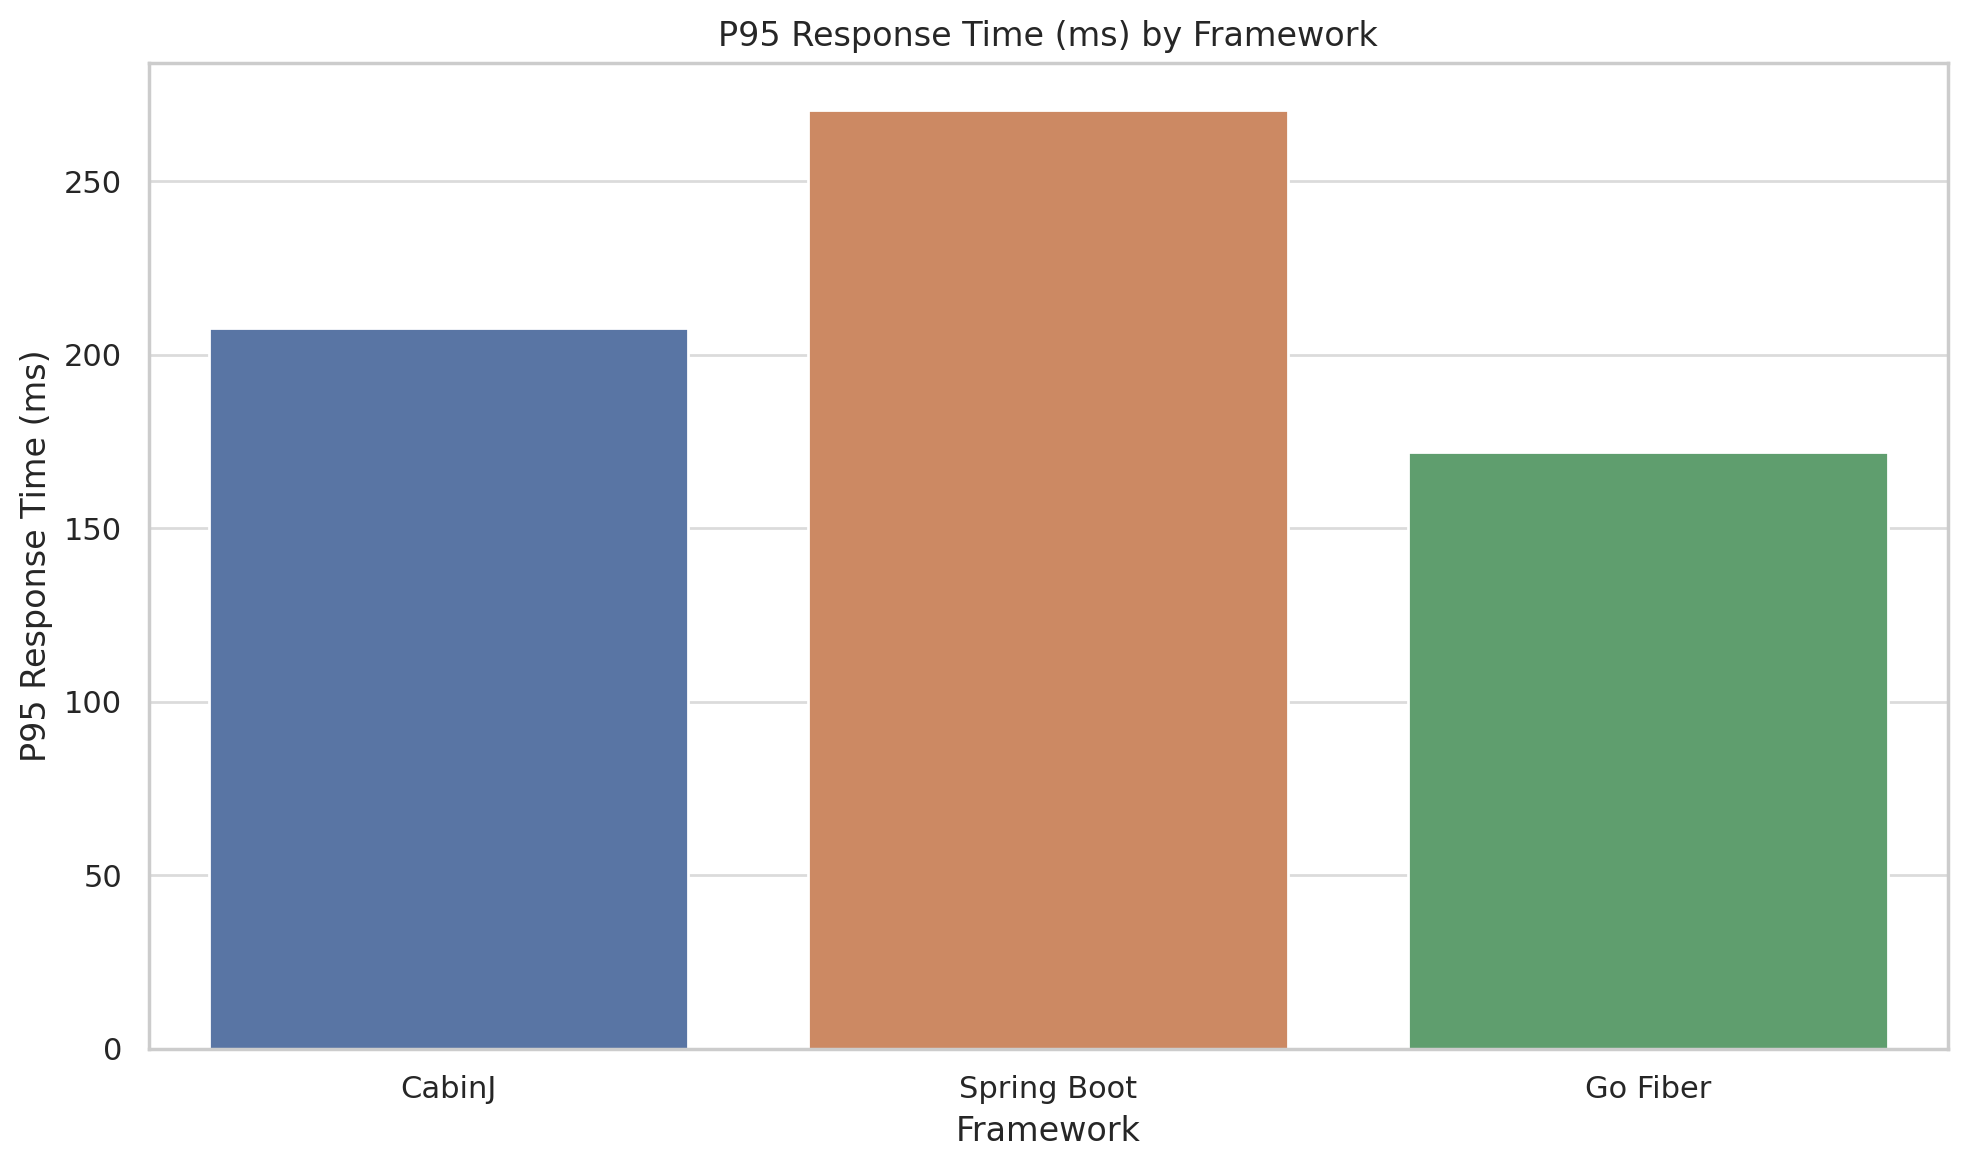 P95 Response Time (ms) by Framework
P95 Response Time (ms)
250
200
150
100
50
0
CabinJ
Spring Boot
Go Fiber
Framework